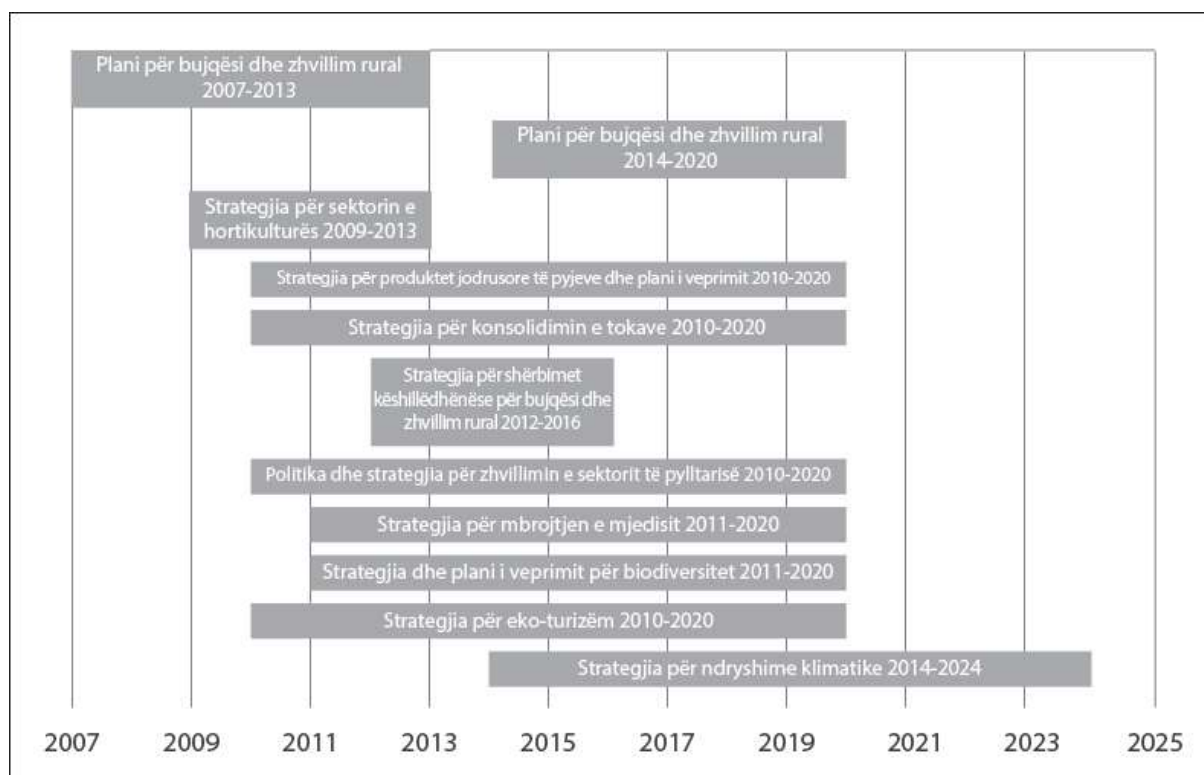 Plani për bujqësi dhe zhvillim rural
2007-2013
Plani për bujqësi dhe zhvillim rural
2014-2020
Strategjia për sektorin e
hortikulturës 2009-2013
Strategjia për produktet jodrusore të pyjeve dhe plani i veprimit 2010-2020
Strategjia për konsolidimin e tokave 2010-2020
Strategjia për shërbimet
këshillëdhënëse për bujqësi dhe
zhvillim rural 2012-2016
Politika dhe strategjia për zhvillimin e sektorit të pylltarisë 2010-2020
Strategjia për mbrojtjen e mjedisit 2011-2020
Strategjia dhe plani i veprimit për biodiversitet 2011-2020
Strategjia për eko-turizëm 2010-2020
Strategjia për ndryshime klimatike 2014-2024
2007 2009 2011 2013 2015 2017 2019 2021 2023 2025